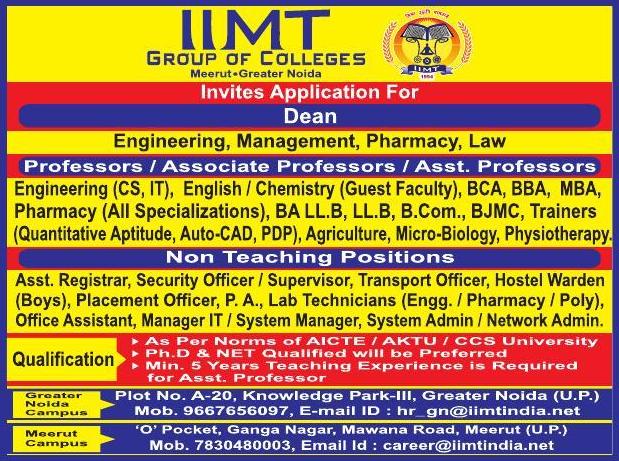 IIMT
GROUP OF COLLEGES
Meerut•Greater Noida
IIMT
1994
Invites Application For
Dean
Engineering, Management, Pharmacy, Law
Professors / Associate Professors / Asst. Professors
Engineering (CS, IT), English / Chemistry (Guest Faculty), BCA, BBA, MBA,
Pharmacy (All Specializations), BA LL.B, LL.B, B.Com., BJMC, Trainers
(Quantitative Aptitude, Auto-CAD, PDP), Agriculture, Micro-Biology, Physiotherapy.
Non Teaching Positions
Asst. Registrar, Security Officer / Supervisor, Transport Officer, Hostel Warden
(Boys), Placement Officer, P. A., Lab Technicians (Engg. / Pharmacy / Poly),
Office Assistant, Manager IT / System Manager, System Admin / Network Admin.
Qualification
As Per Norms of AICTE / AKTU / CCS University
Ph.D & NET Qualified will be Preferred
Min. 5 Years Teaching Experience is Required
for Asst. Professor
Greater
Noida
Campus
Plot No. A-20, Knowledge Park-III, Greater Noida (U.P.)
Mob. 9667656097, E-mail ID : hr_gn@iimtindia.net
Meerut
Campus
‘O’ Pocket, Ganga Nagar, Mawana Road, Meerut (U.P.)
Mob. 7830480003, Email Id : career@iimtindia.net